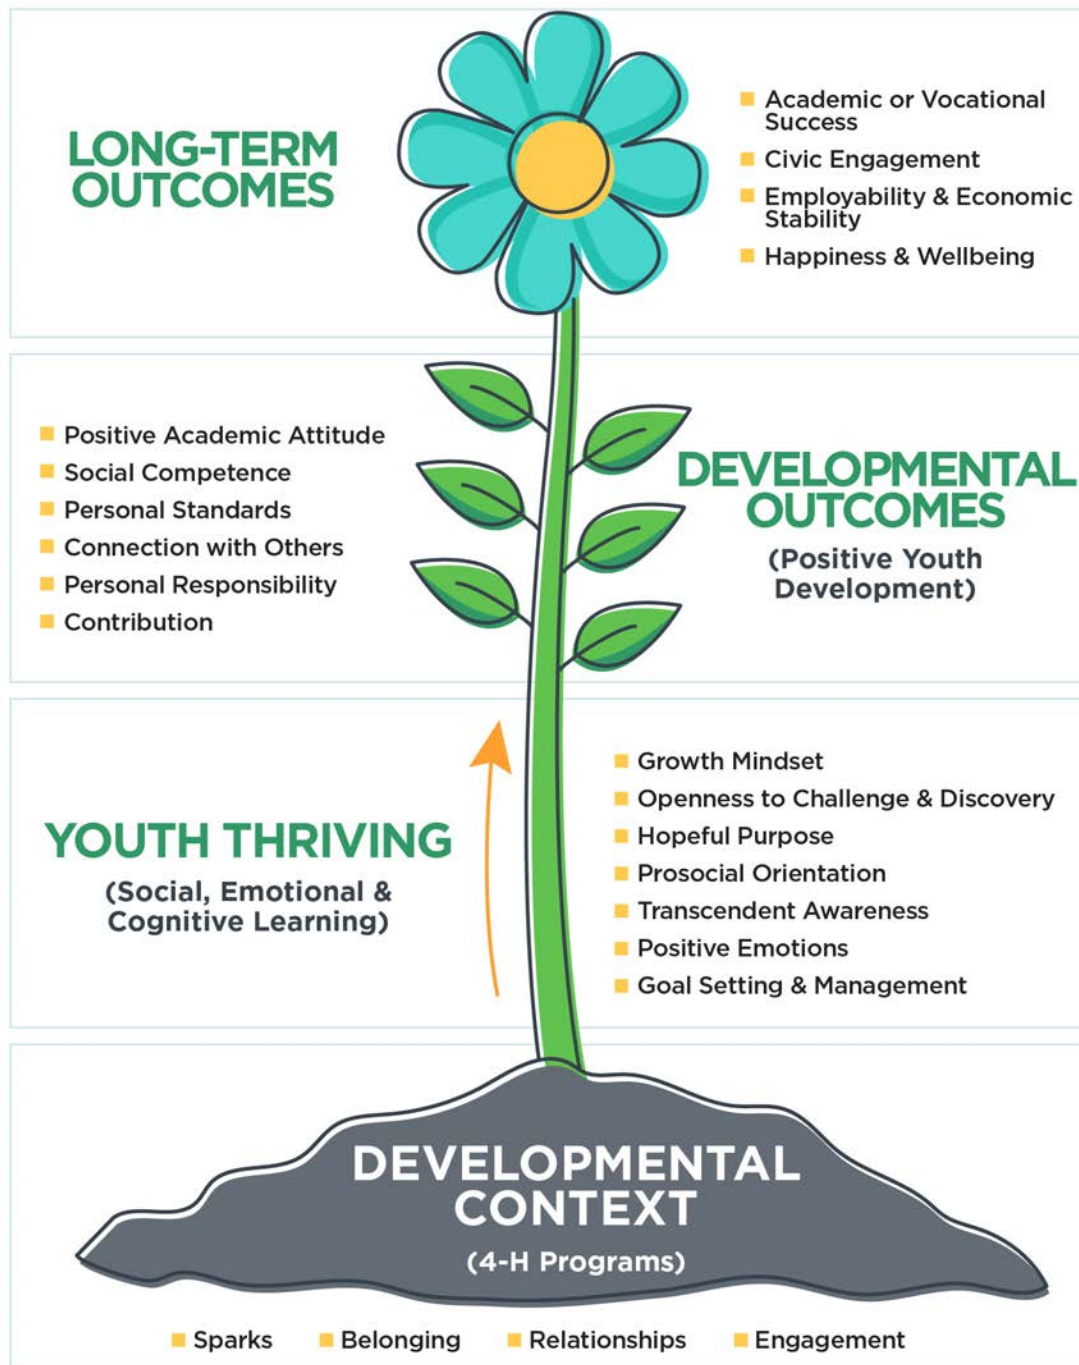 LONG-TERM
OUTCOMES
Academic or Vocational
Success
Civic Engagement
Employability & Economic
Stability
Happiness & Wellbeing
Positive Academic Attitude
Social Competence
Personal Standards
Connection with Others
Personal Responsibility
Contribution
DEVELOPMENTAL
OUTCOMES
(Positive Youth
Development)
YOUTH THRIVING
(Social, Emotional &
Cognitive Learning)
Growth Mindset
Openness to Challenge & Discovery
Hopeful Purpose
Prosocial Orientation
Transcendent Awareness
Positive Emotions
Goal Setting & Management
DEVELOPMENTAL
CONTEXT
(4-H Programs)
Sparks Belonging Relationships Engagement